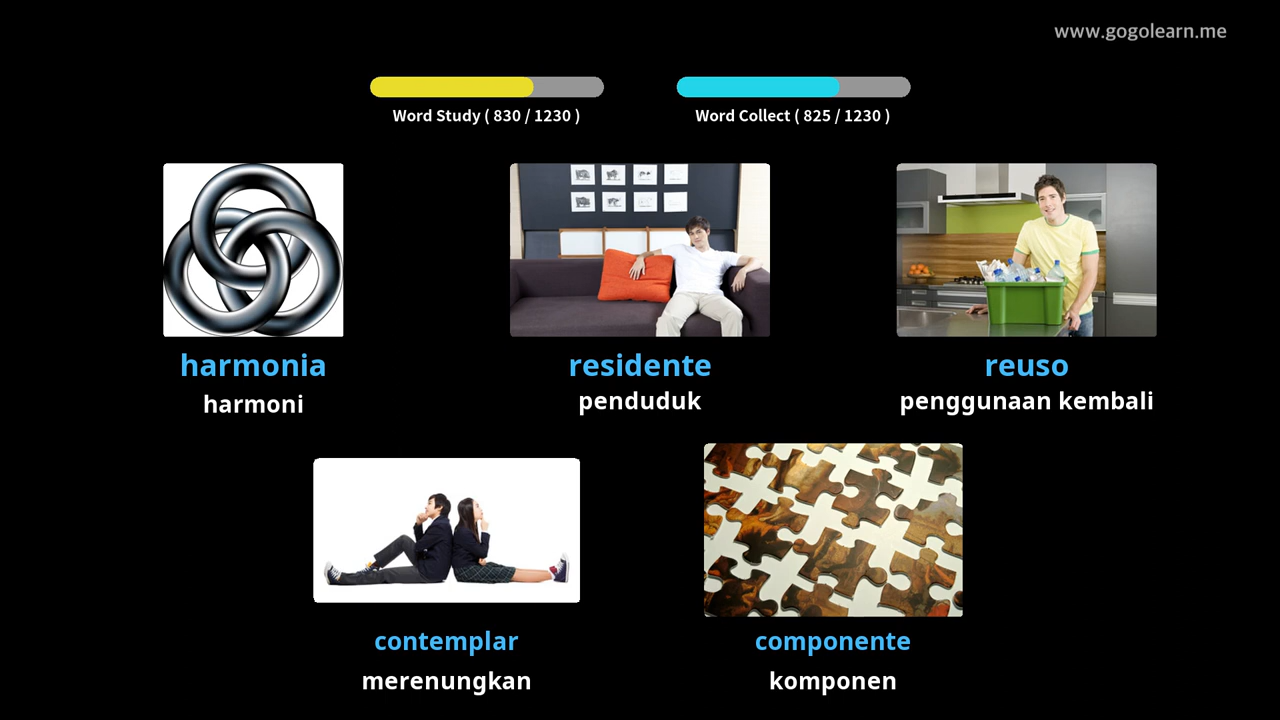 www.gogolearn.me
Word Study ( 830 / 1230 )
Word Collect ( 825 / 1230 )
harmonia
harmoni
residente
penduduk
reuso
penggunaan kembali
contemplar
merenungkan
componente
komponen